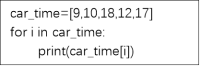 car_time=[9,10,18,12,17]
for i in car_time:
    print(car_time[i])